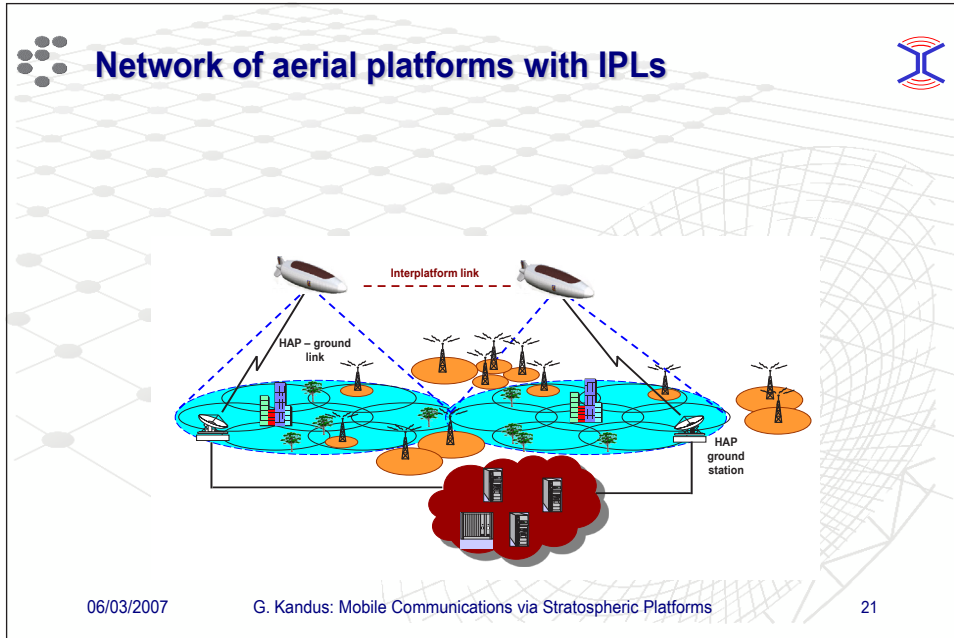 Network of aerial platforms with IPLs
Interplatform link
HAP – ground
link
HAP
ground
station
06/03/2007
G. Kandus: Mobile Communications via Stratospheric Platforms
21